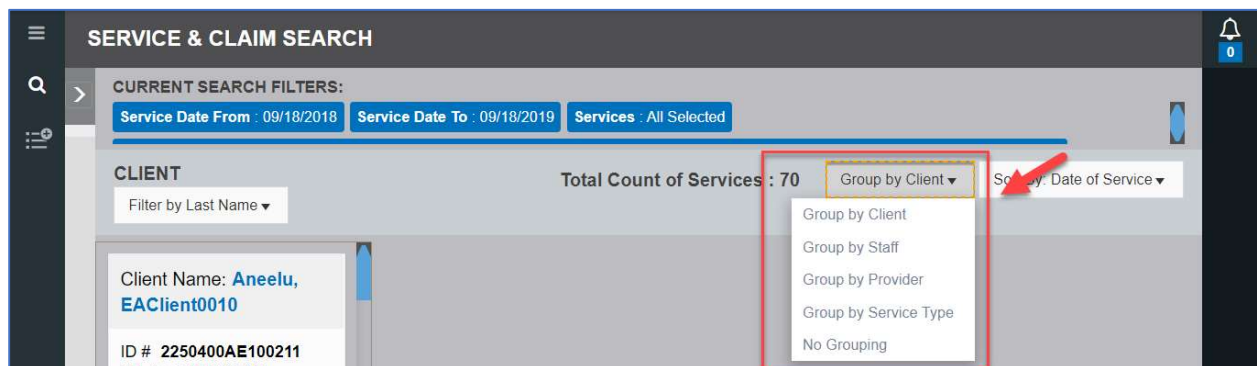 SERVICE & CLAIM SEARCH
0
CURRENT SEARCH FILTERS:
Service Date From : 09/18/2018 Service Date To : 09/18/2019 Services : All Selected
CLIENT
Total Count of Services : 70 Group by Client ▾ Date of Service ▾
Filter by Last Name ▾
Group by Client
Group by Staff
Group by Provider
Group by Service Type
No Grouping
Client Name: Aneelu,
EAClient0010
ID # 2250400AE100211